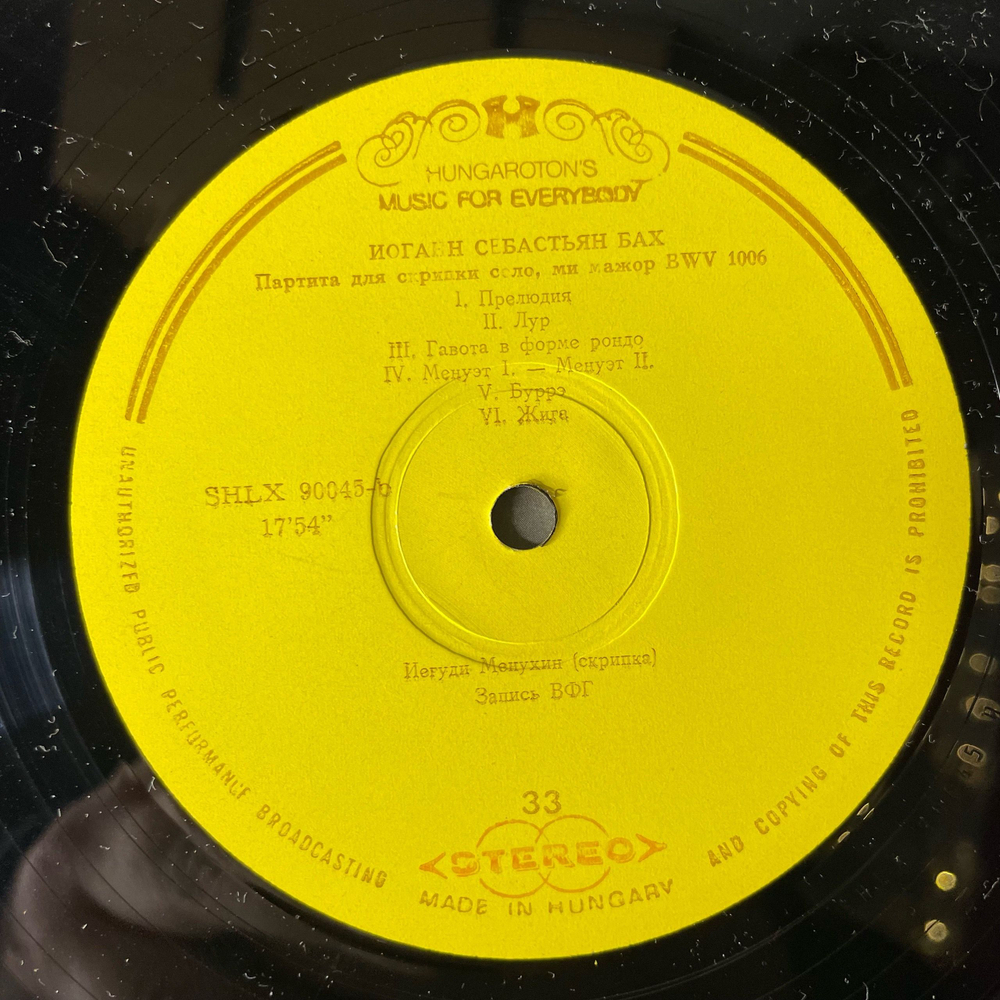 H
HUNGAROTON'S
MUSIC FOR EVERYBODY
ИОГАНН СЕБАСТЬЯН БАХ
Партита для скрипки соло, ми мажор BWV 1006
I. Прелюдия
II. Лур
III. Гавота в форме рондо
IV. Менуэт I. — Менуэт II.
V. Буррэ
VI. Жига
SHLX 90045-b
17'54"
Иегуди Менухин (скрипка)
Запись ВФГ
33
STEREO
MADE IN HUNGARY
UNAUTHORIZED PUBLIC PERFORMANCE BROADCASTING
AND COPYING OF THIS RECORD IS PROHIBITED